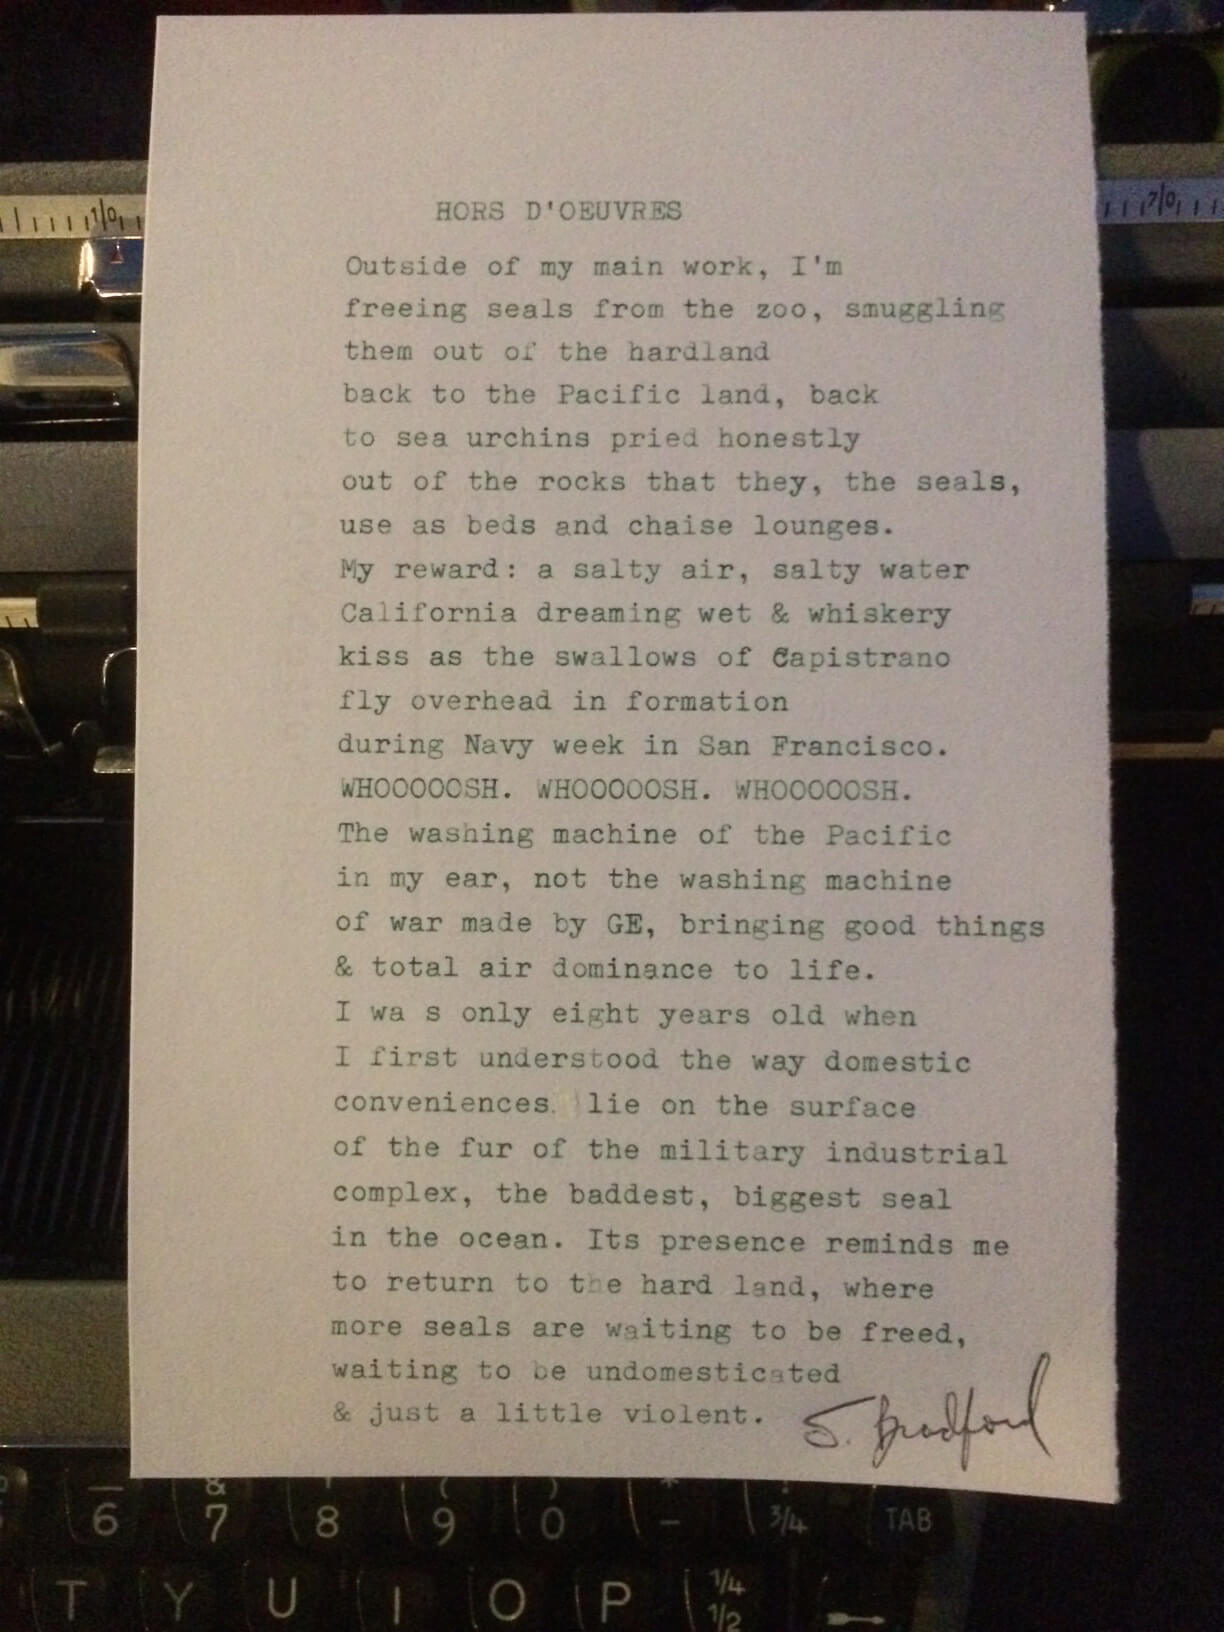 HORS D'OEUVRES
Outside of my main work, I'm
freeing seals from the zoo, smuggling
them out of the hardland
back to the Pacific land, back
to sea urchins pried honestly
out of the rocks that they, the seals,
use as beds and chaise lounges.
My reward: a salty air, salty water
California dreaming wet & whiskery
kiss as the swallows of Capistrano
fly overhead in formation
during Navy week in San Francisco.
WHOOOOOSH. WHOOOOOSH. WHOOOOOSH.
The washing machine of the Pacific
in my ear, not the washing machine
of war made by GE, bringing good things
& total air dominance to life.
I wa s only eight years old when
I first understood the way domestic
conveniences. lie on the surface
of the fur of the military industrial
complex, the baddest, biggest seal
in the ocean. Its presence reminds me
to return to the hard land, where
more seals are waiting to be freed,
waiting to be undomesticated
& just a little violent.
S. Bradford
10 70
& ' ( ) * 
6 7 8 9 0 - 3/4 TAB
T Y U I O P 1/4 1/2